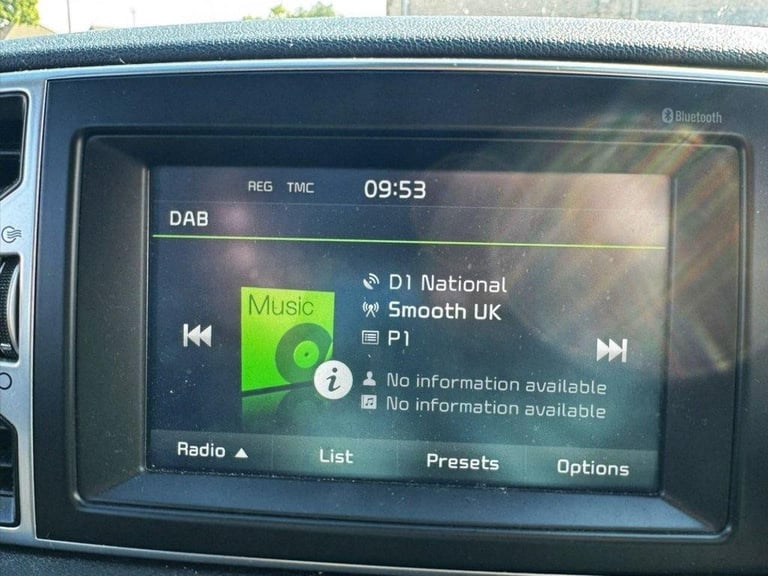 Bluetooth
REG TMC 09:53
DAB
Music
D1 National
Smooth UK
P1
i
No information available
No information available
Radio ▲ List Presets Options